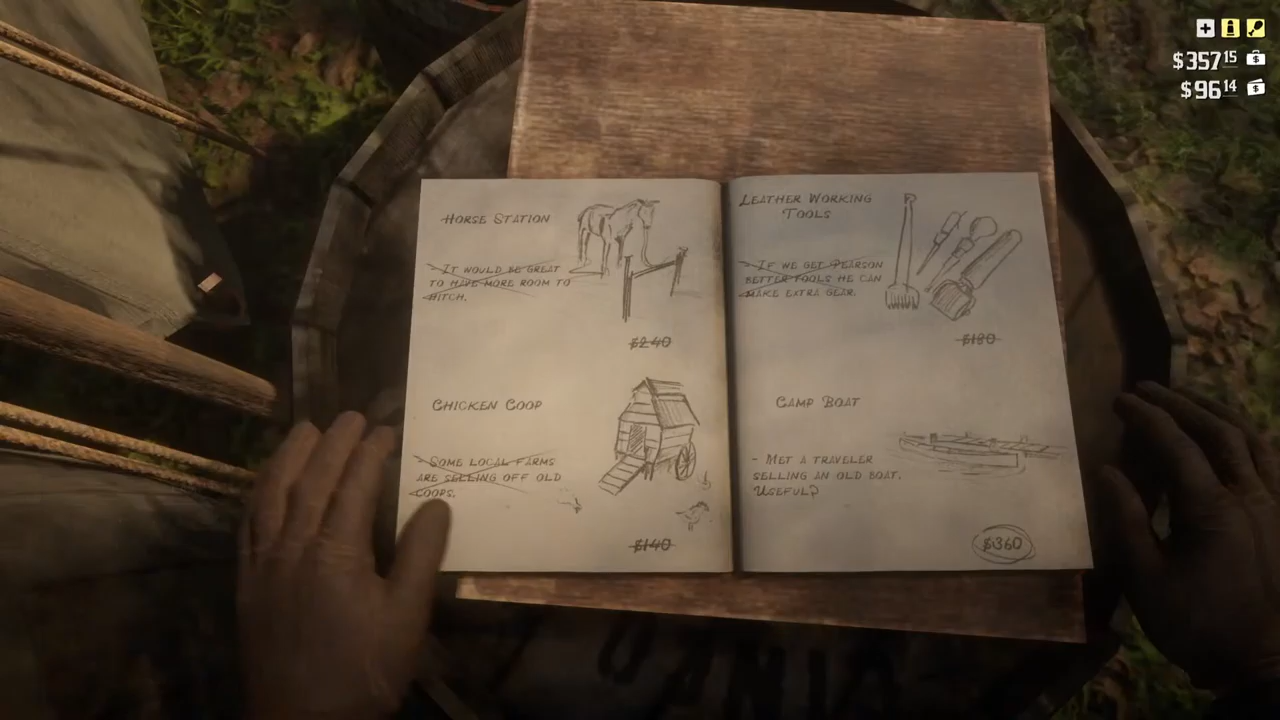 $357 15
$96 14
HORSE STATION
- IT WOULD BE GREAT
TO HAVE MORE ROOM TO
HITCH.
$240
CHICKEN COOP
- SOME LOCAL FARMS
ARE SELLING OFF OLD
COOPS.
$140
LEATHER WORKING
TOOLS
- IF WE GET PEARSON
BETTER TOOLS HE CAN
MAKE EXTRA GEAR.
$180
CAMP BOAT
- MET A TRAVELER
SELLING AN OLD BOAT.
USEFUL?
$360